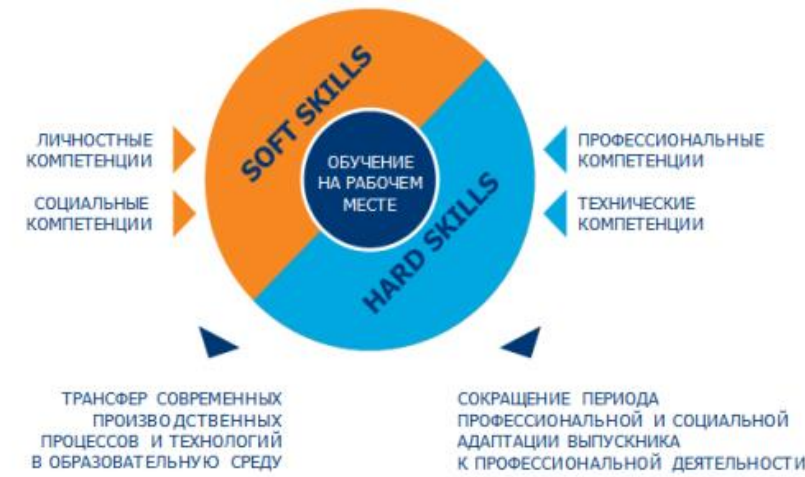 SOFT SKILLS
ЛИЧНОСТНЫЕ
КОМПЕТЕНЦИИ
СОЦИАЛЬНЫЕ
КОМПЕТЕНЦИИ
ОБУЧЕНИЕ
НА РАБОЧЕМ
МЕСТЕ
HARD SKILLS
ПРОФЕССИОНАЛЬНЫЕ
КОМПЕТЕНЦИИ
ТЕХНИЧЕСКИЕ
КОМПЕТЕНЦИИ
ТРАНСФЕР СОВРЕМЕННЫХ
ПРОИЗВОДСТВЕННЫХ
ПРОЦЕССОВ И ТЕХНОЛОГИЙ
В ОБРАЗОВАТЕЛЬНУЮ СРЕДУ
СОКРАЩЕНИЕ ПЕРИОДА
ПРОФЕССИОНАЛЬНОЙ И СОЦИАЛЬНОЙ
АДАПТАЦИИ ВЫПУСКНИКА
К ПРОФЕССИОНАЛЬНОЙ ДЕЯТЕЛЬНОСТИ